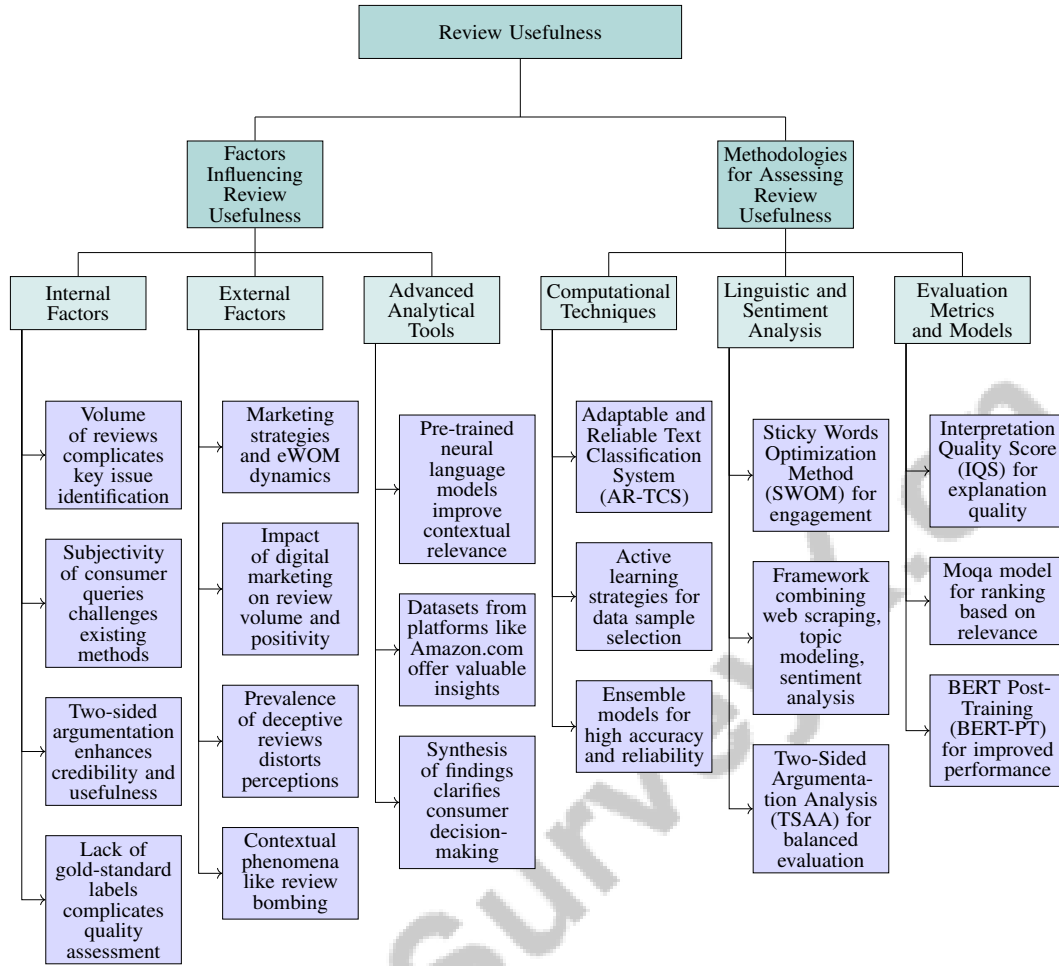 Review Usefulness
Factors
Influencing
Review
Usefulness
Methodologies
for Assessing
Review
Usefulness
Internal
Factors
External
Factors
Advanced
Analytical
Tools
Computational
Techniques
Linguistic and
Sentiment
Analysis
Evaluation
Metrics
and Models
Volume
of reviews
complicates
key issue
identification
Subjectivity
of consumer
queries
challenges
existing
methods
Two-sided
argumentation
enhances
credibility and
usefulness
Lack of
gold-standard
labels
complicates
quality
assessment
Marketing
strategies
and eWOM
dynamics
Impact
of digital
marketing
on review
volume and
positivity
Prevalence
of deceptive
reviews
distorts
perceptions
Contextual
phenomena
like review
bombing
Pre-trained
neural
language
models
improve
contextual
relevance
Datasets from
platforms like
Amazon.com
offer valuable
insights
Synthesis
of findings
clarifies
consumer
decision-
making
Adaptable and
Reliable Text
Classification
System
(AR-TCS)
Active
learning
strategies for
data sample
selection
Ensemble
models for
high accuracy
and reliability
Sticky Words
Optimization
Method
(SWOM) for
engagement
Framework
combining
web scraping,
topic
modeling,
sentiment
analysis
Two-Sided
Argumenta-
tion Analysis
(TSAA) for
balanced
evaluation
Interpretation
Quality Score
(IQS) for
explanation
quality
Moqa model
for ranking
based on
relevance
BERT Post-
Training
(BERT-PT)
for improved
performance